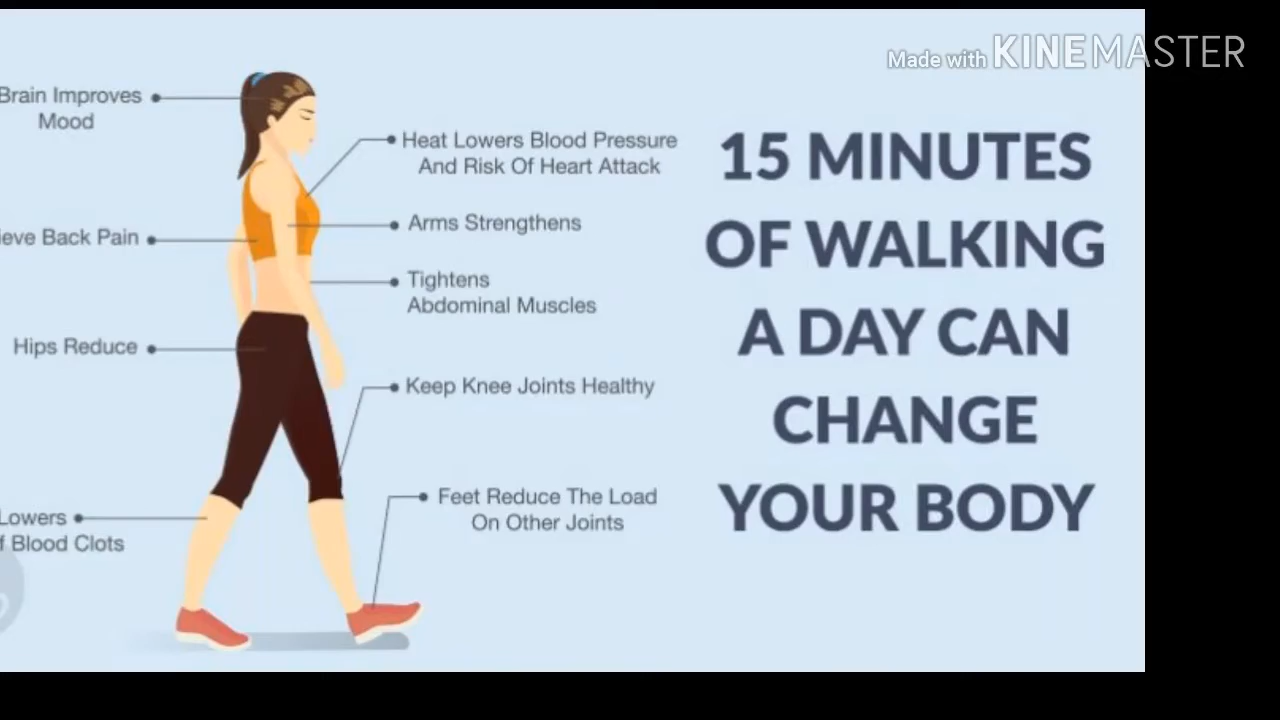 Made with KINEMASTER
Brain Improves
Mood
Heat Lowers Blood Pressure
And Risk Of Heart Attack
Arms Strengthens
Back Pain
Tightens
Abdominal Muscles
Hips Reduce
Keep Knee Joints Healthy
Feet Reduce The Load
On Other Joints
Lowers
Blood Clots
15 MINUTES
OF WALKING
A DAY CAN
CHANGE
YOUR BODY